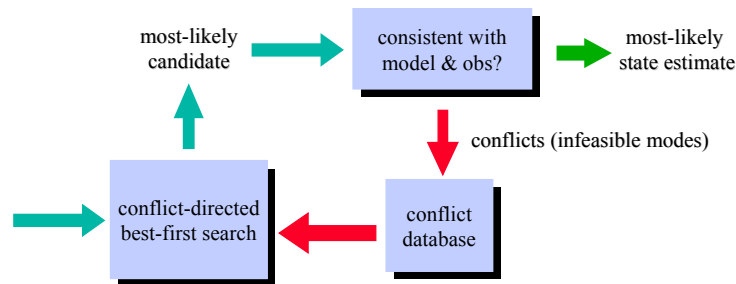 most-likely
candidate
consistent with
model & obs?
most-likely
state estimate
conflicts (infeasible modes)
conflict-directed
best-first search
conflict
database